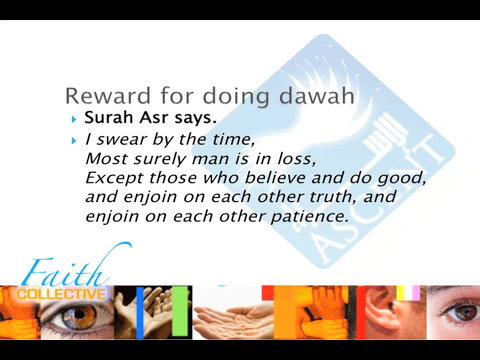 Reward for doing dawah
Surah Asr says.
I swear by the time,
Most surely man is in loss,
Except those who believe and do good,
and enjoin on each other truth, and
enjoin on each other patience.
ASCENT
Faith
COLLECTIVE